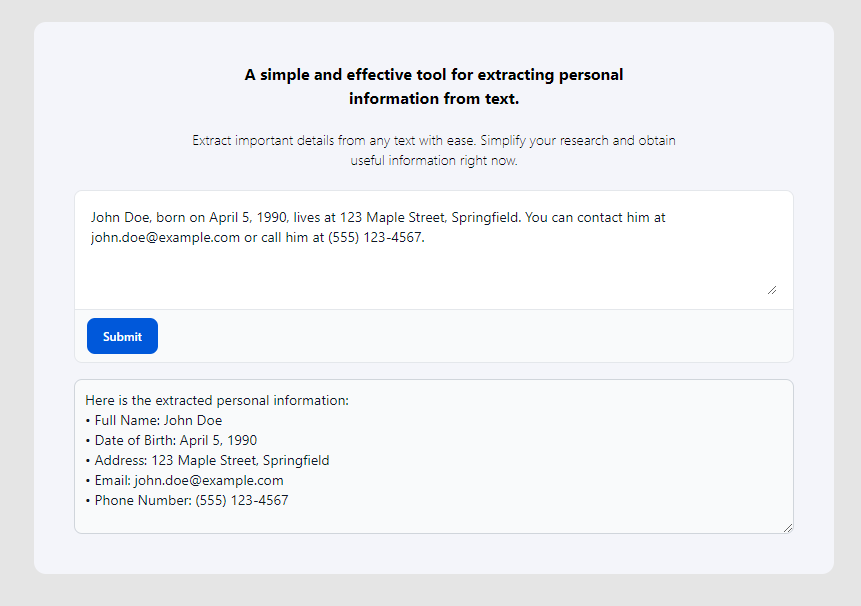 A simple and effective tool for extracting personal
information from text.
Extract important details from any text with ease. Simplify your research and obtain
useful information right now.
John Doe, born on April 5, 1990, lives at 123 Maple Street, Springfield. You can contact him at
john.doe@example.com or call him at (555) 123-4567.
Submit
Here is the extracted personal information:
• Full Name: John Doe
• Date of Birth: April 5, 1990
• Address: 123 Maple Street, Springfield
• Email: john.doe@example.com
• Phone Number: (555) 123-4567